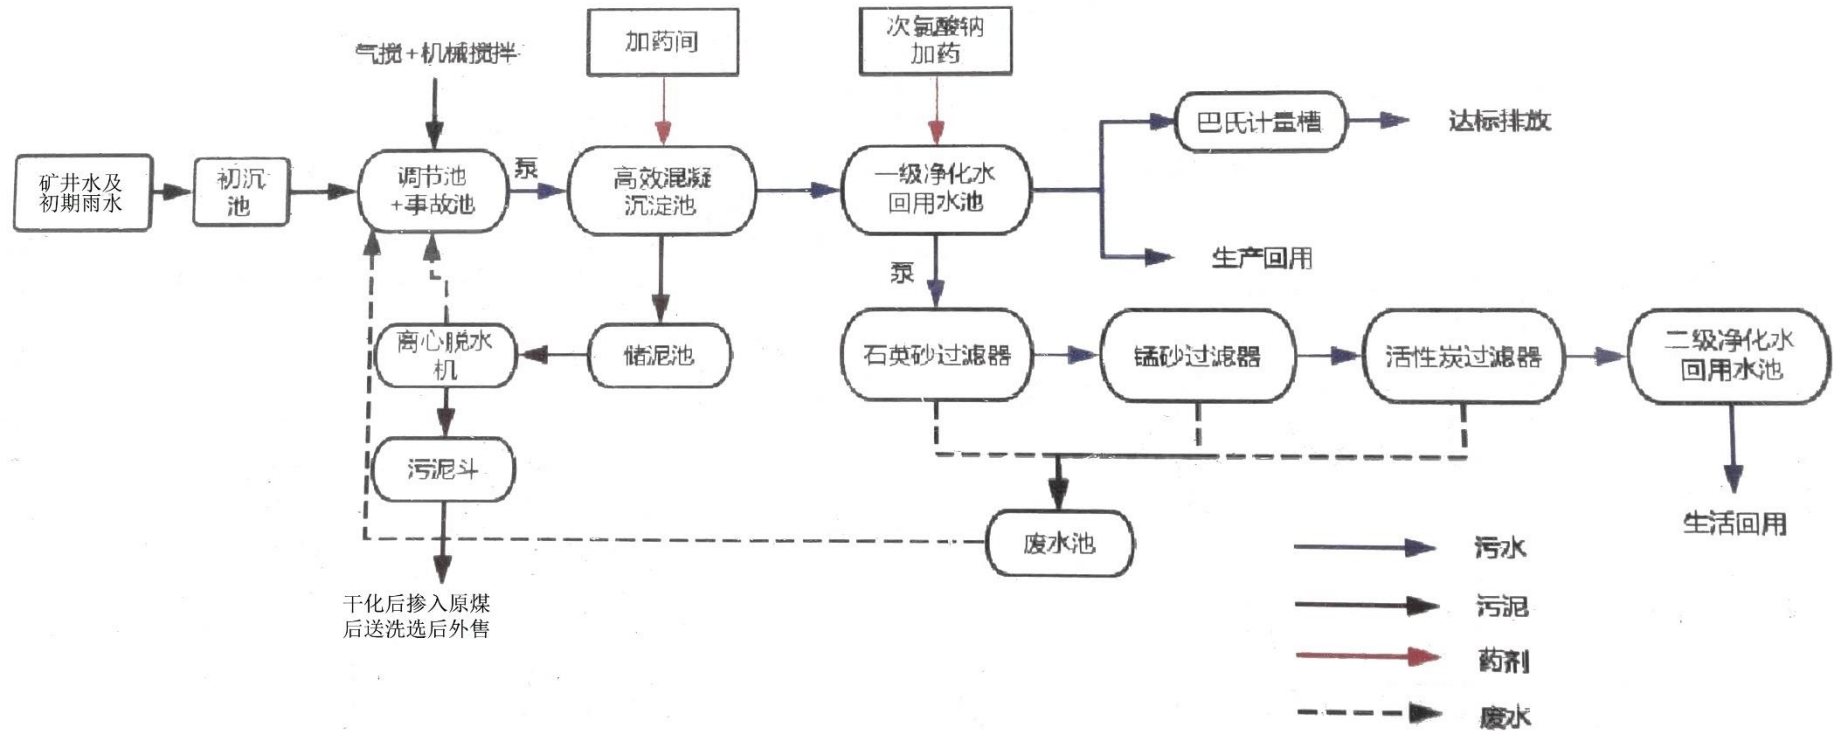 气搅+机械搅拌
加药间
次氯酸钠
加药
矿井水及
初期雨水
初沉
池
调节池
+事故池
泵
高效混凝
沉淀池
一级净化水
回用水池
巴氏计量槽
达标排放
生产回用
泵
离心脱水
机
储泥池
石英砂过滤器
锰砂过滤器
活性炭过滤器
二级净化水
回用水池
污泥斗
废水池
生活回用
干化后掺入原煤
后送洗选后外售
污水
污泥
药剂
废水